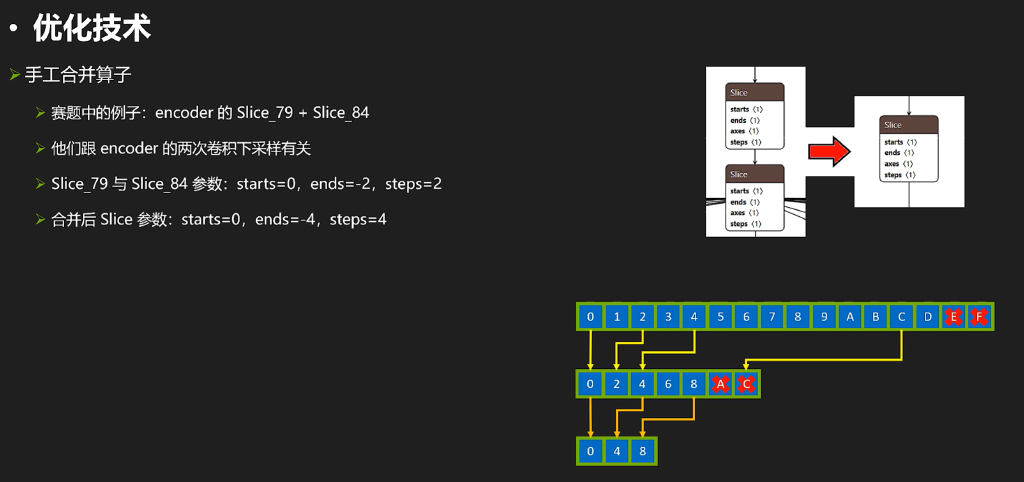 • 优化技术
手工合并算子
赛题中的例子：encoder 的 Slice_79 + Slice_84
他们跟 encoder 的两次卷积下采样有关
Slice_79 与 Slice_84 参数：starts=0，ends=-2，steps=2
合并后 Slice 参数：starts=0，ends=-4，steps=4
Slice
starts ⟨1⟩
ends ⟨1⟩
axes ⟨1⟩
steps ⟨1⟩
Slice
starts ⟨1⟩
ends ⟨1⟩
axes ⟨1⟩
steps ⟨1⟩
Slice
starts ⟨1⟩
ends ⟨1⟩
axes ⟨1⟩
steps ⟨1⟩
0 1 2 3 4 5 6 7 8 9 A B C D E F
0 2 4 6 8 A C
0 4 8